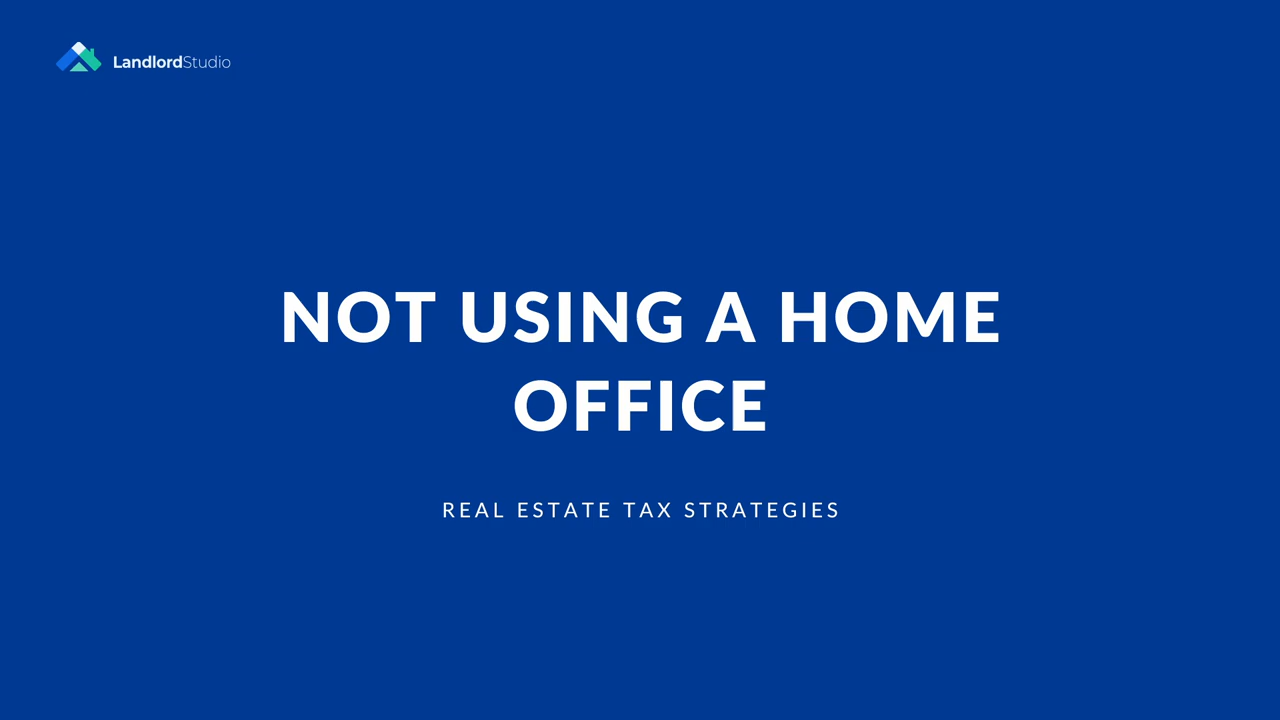 LandlordStudio
NOT USING A HOME
OFFICE
REAL ESTATE TAX STRATEGIES